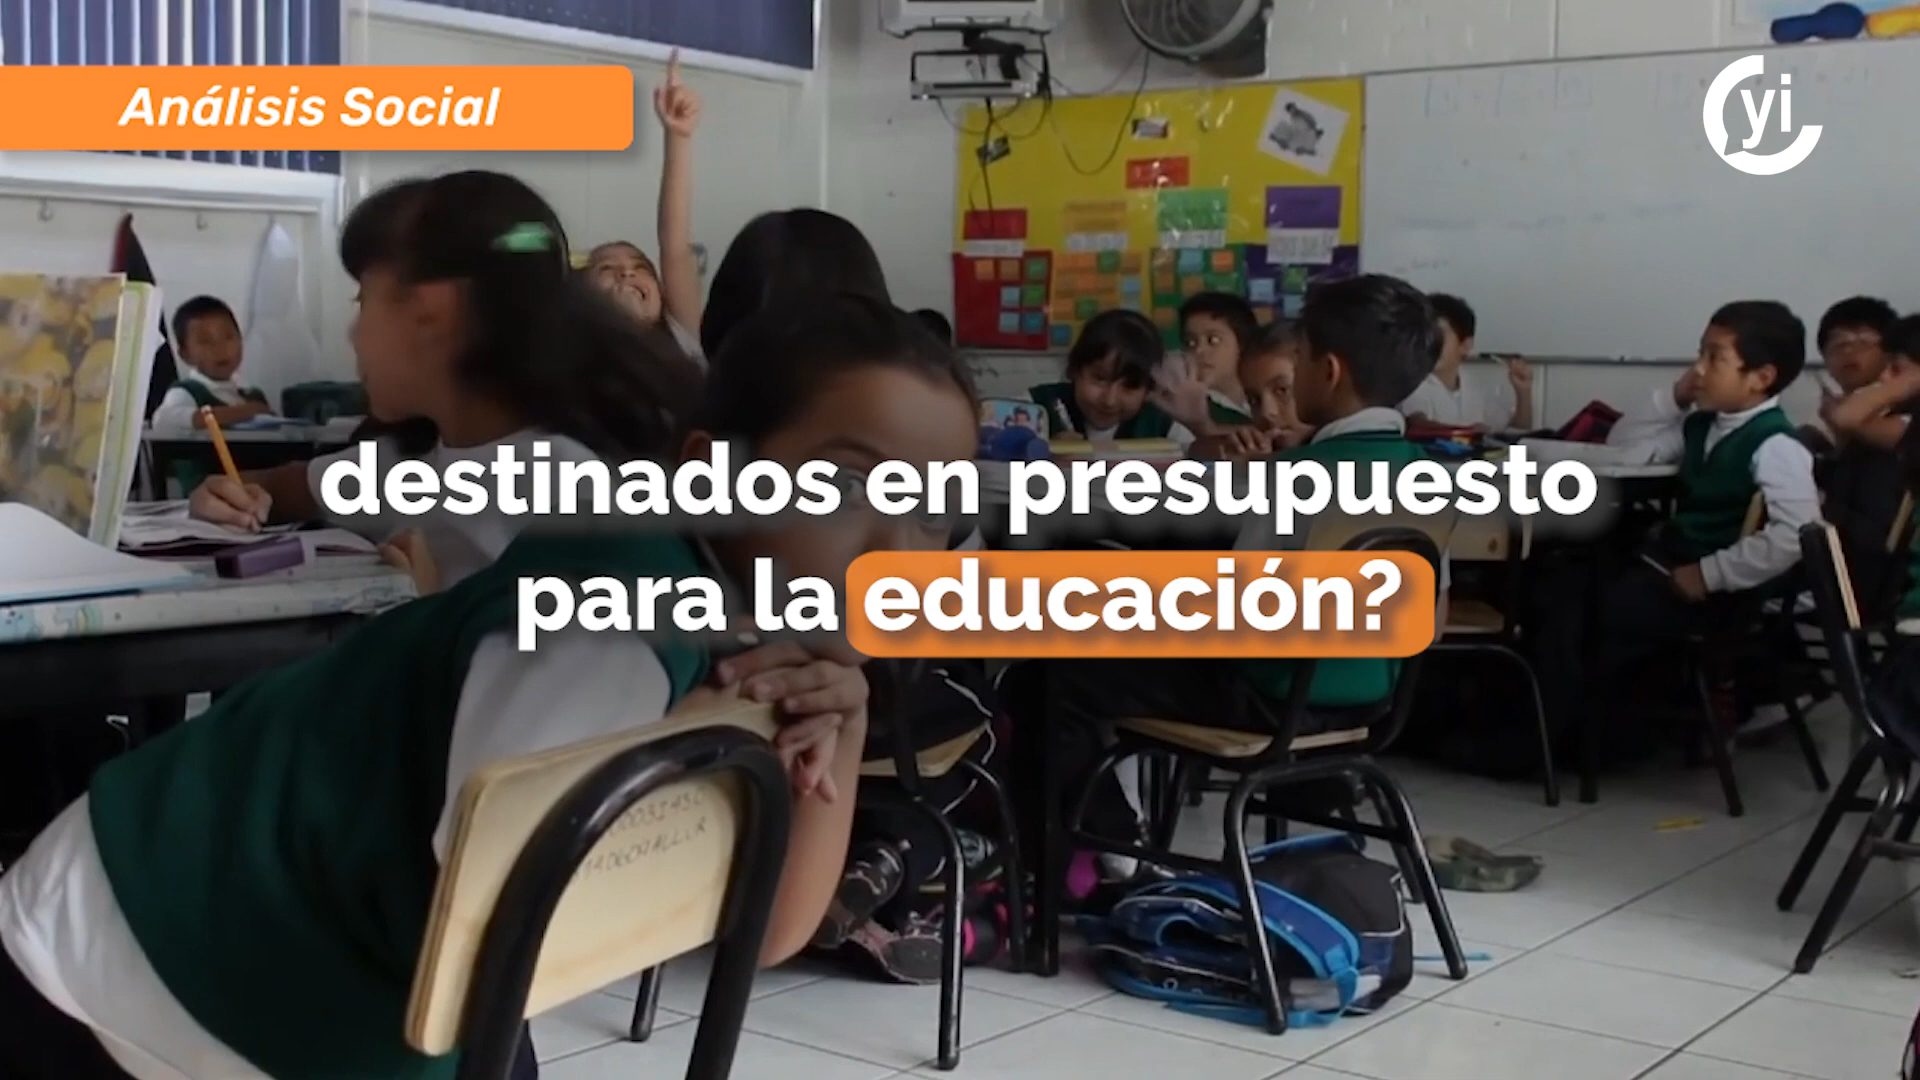 Análisis Social
yi
destinados en presupuesto
para la educación?